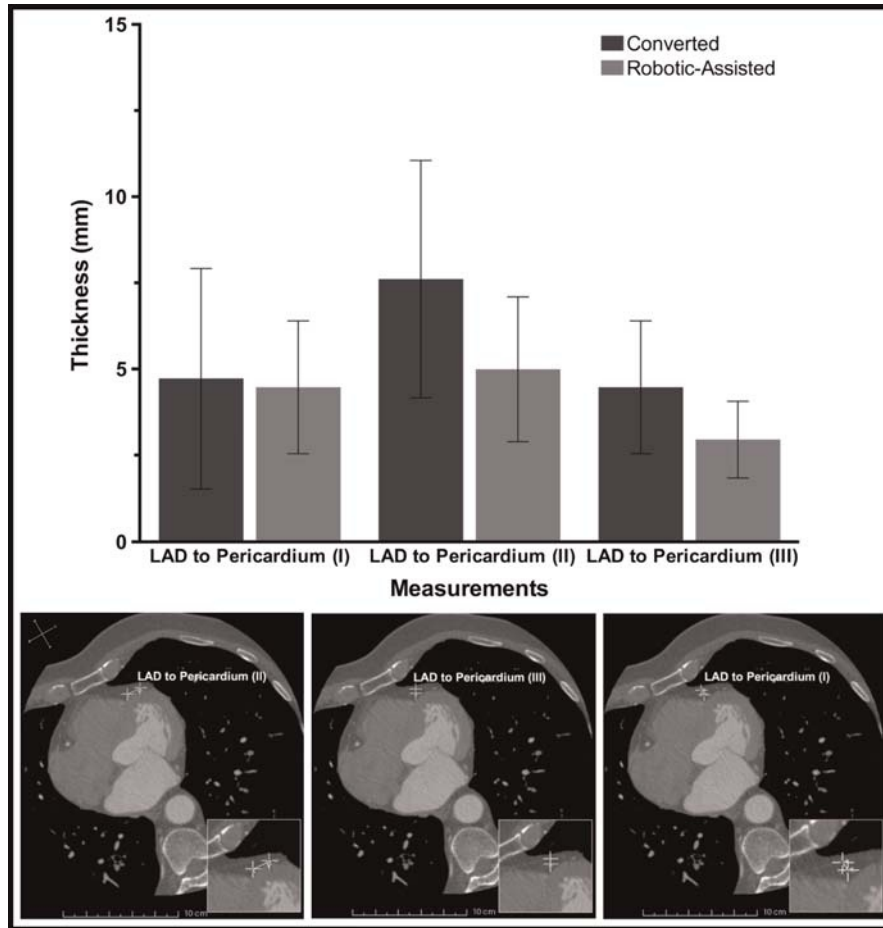 15
Converted
Robotic-Assisted
10
Thickness (mm)
5
0
LAD to Pericardium (I) LAD to Pericardium (II) LAD to Pericardium (III)
Measurements
LAD to Pericardium (II) LAD to Pericardium (III) LAD to Pericardium (I)
10 cm 10 cm 10 cm